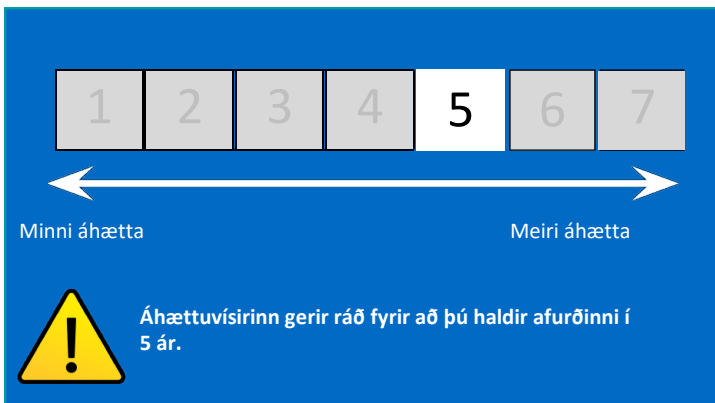 1 2 3 4 5 6 7
Minni áhætta Meiri áhætta
Áhættuvísirinn gerir ráð fyrir að þú haldir afurðinni í
5 ár.